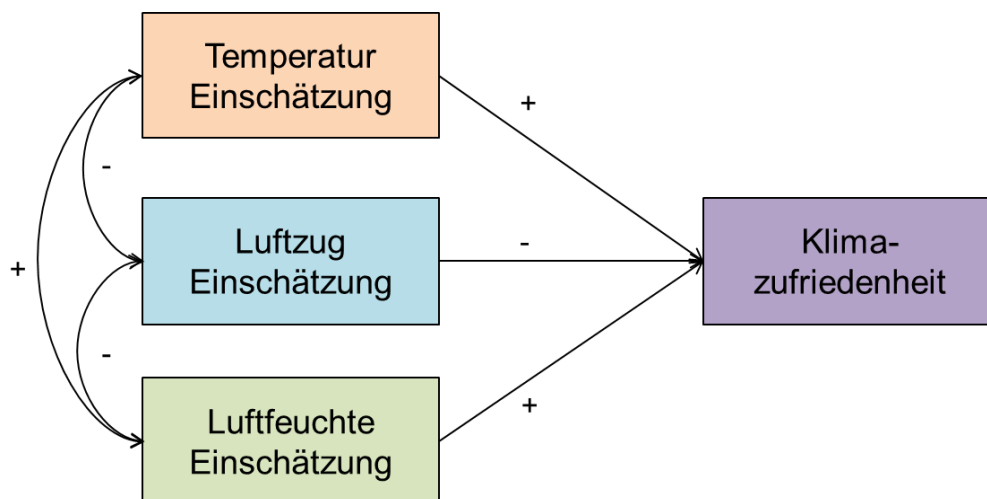 Temperatur
Einschätzung
+
-
Luftzug
Einschätzung
-
Klima-
zufriedenheit
+
-
Luftfeuchte
Einschätzung
+